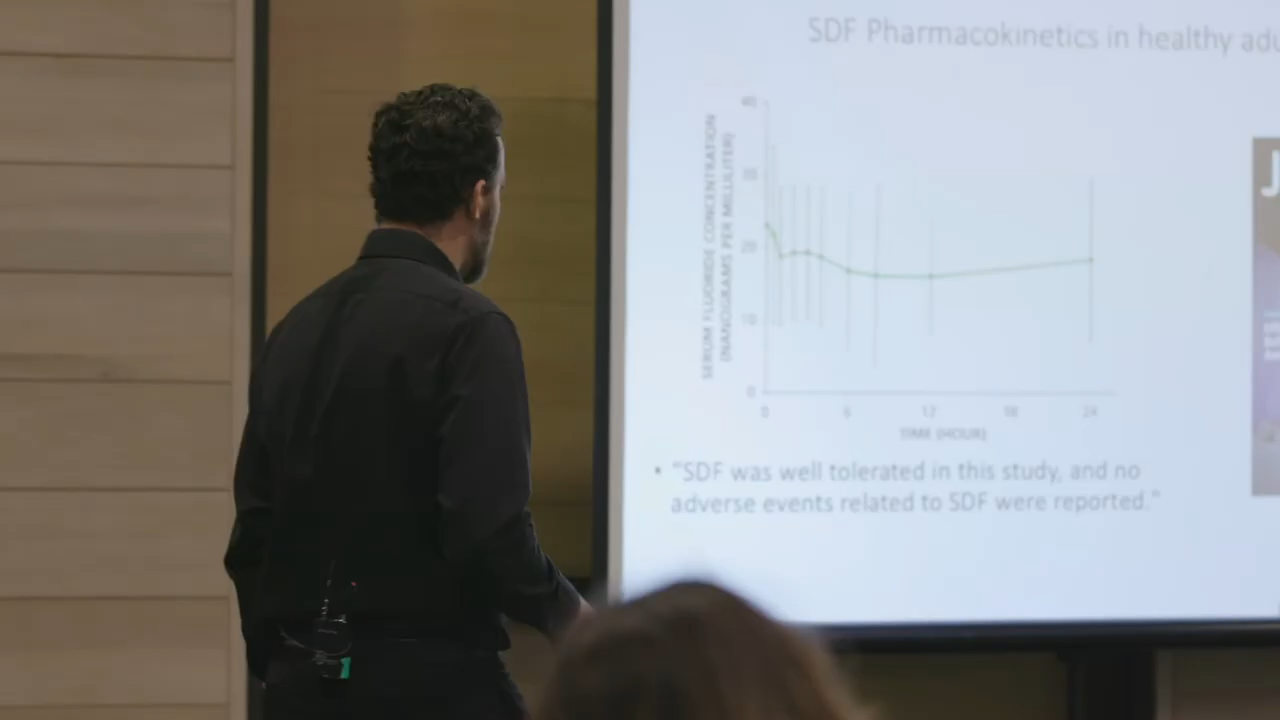 SDF Pharmacokinetics in healthy adu
SERUM FLUORIDE CONCENTRATION
(NANOGRAMS PER MILLILITER)
40
30
20
10
0
0 6 12 18 24
TIME (HOUR)
• "SDF was well tolerated in this study, and no
adverse events related to SDF were reported."
J